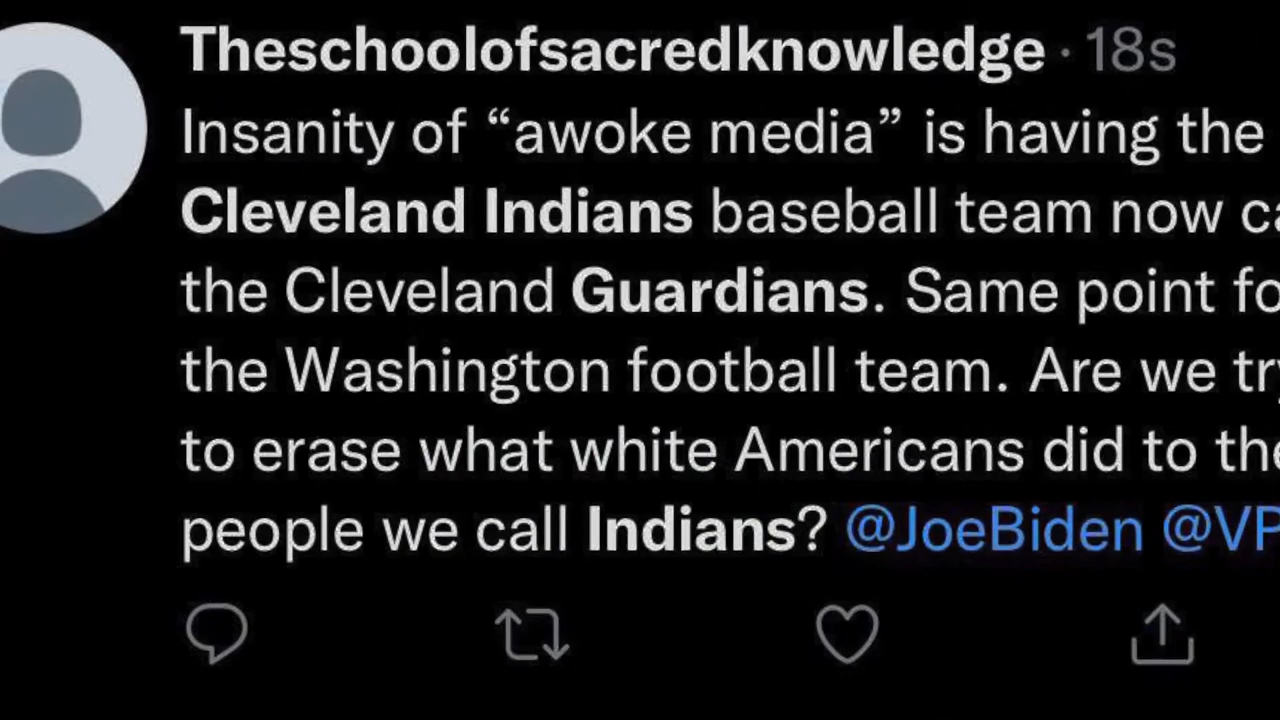 Theschoolofsacredknowledge · 18s
Insanity of “awoke media” is having the
Cleveland Indians baseball team now
the Cleveland Guardians. Same point
the Washington football team. Are we
to erase what white Americans did to
people we call Indians? @JoeBiden @VP